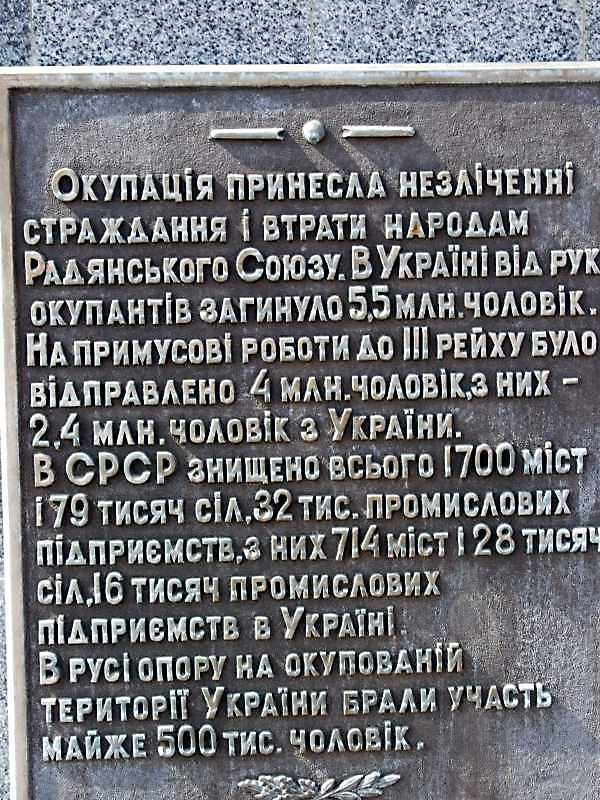 Окупація принесла незліченні
страждання і втрати народам
Радянського Союзу. В Україні від рук
окупантів загинуло 5,5 млн. чоловік.
На примусові роботи до III рейху було
відправлено 4 млн. чоловік, з них –
2,4 млн. чоловік з України.
В СРСР знищено всього 1700 міст
і 79 тисяч сіл, 32 тис. промислових
підприємств, з них 714 міст і 28 тисяч
сіл, 16 тисяч промислових
підприємств в Україні.
В русі опору на окупованій
території України брали участь
майже 500 тис. чоловік.